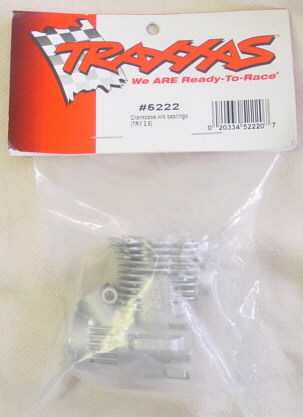 TRAXXAS
We ARE Ready-To-Race®
#5222
Crankcase w/o bearings
(TRX 2.5)
0 20334 52220 7